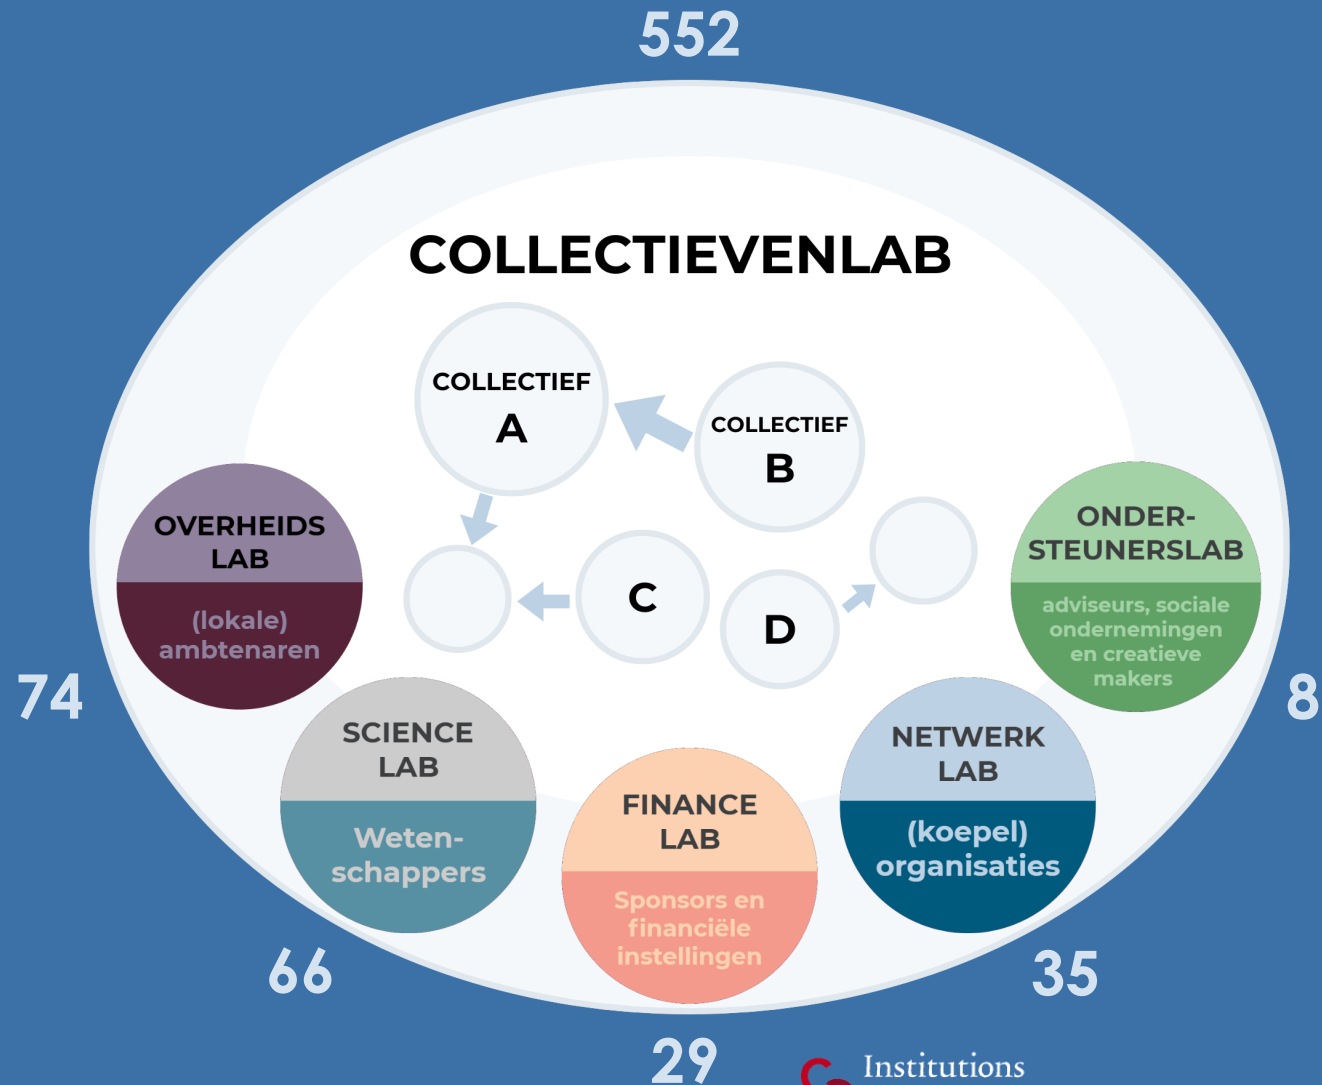 552
COLLECTIEVENLAB
COLLECTIEF
A
COLLECTIEF
B
C
D
OVERHEIDS
LAB
(lokale)
ambtenaren
74
SCIENCE
LAB
Weten-
schappers
66
FINANCE
LAB
Sponsors en
financiële
instellingen
29
NETWERK
LAB
(koepel)
organisaties
35
ONDER-
STEUNERSLAB
adviseurs, sociale
ondernemingen
en creatieve
makers
8
Institutions